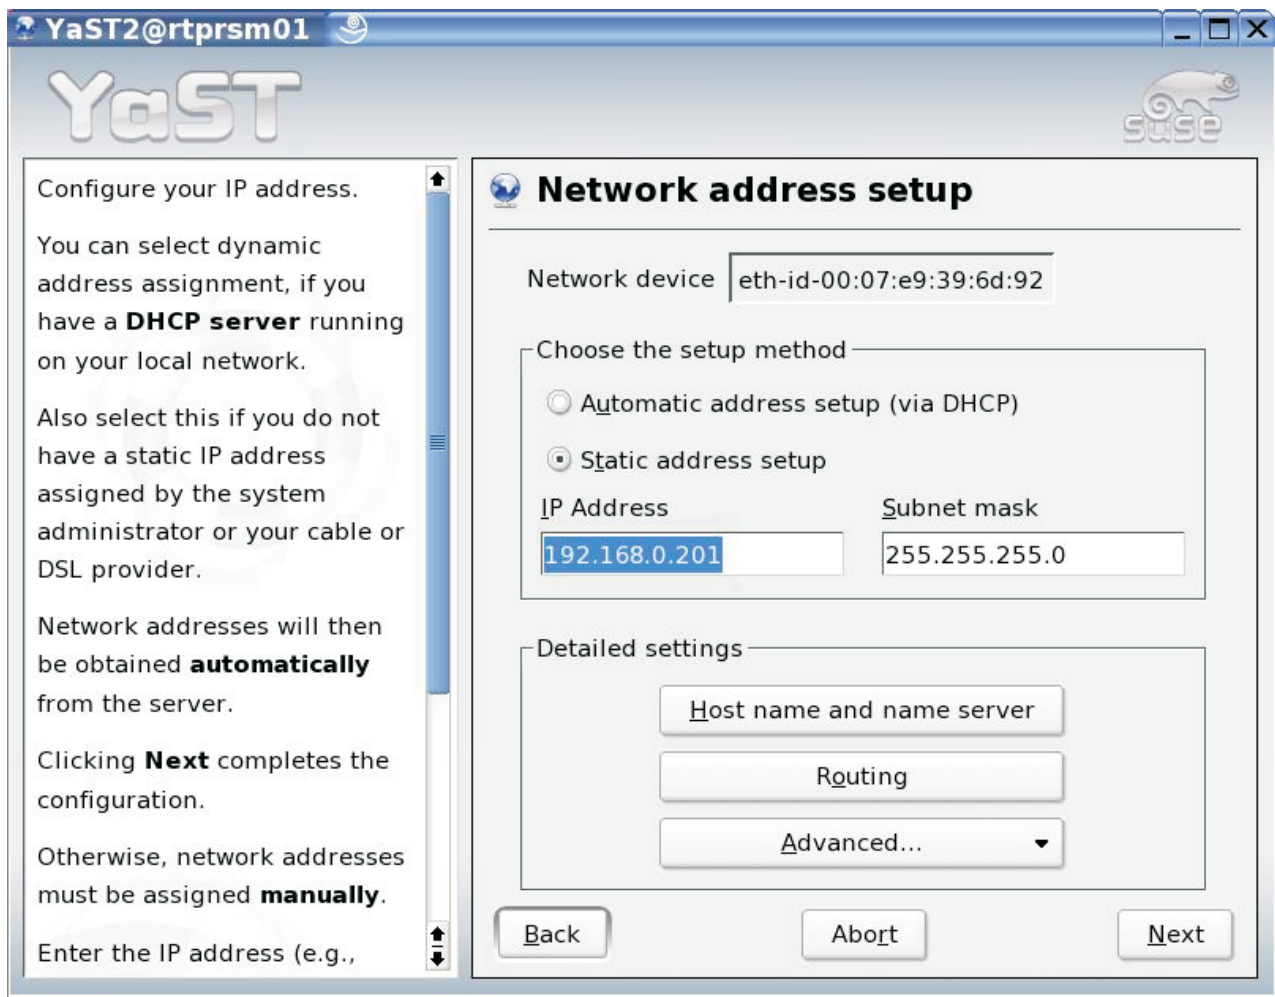 YaST2@rtprsm01
YaST
suse
Configure your IP address.
You can select dynamic
address assignment, if you
have a DHCP server running
on your local network.
Also select this if you do not
have a static IP address
assigned by the system
administrator or your cable or
DSL provider.
Network addresses will then
be obtained automatically
from the server.
Clicking Next completes the
configuration.
Otherwise, network addresses
must be assigned manually.
Enter the IP address (e.g.,
Network address setup
Network device eth-id-00:07:e9:39:6d:92
Choose the setup method
Automatic address setup (via DHCP)
Static address setup
IP Address Subnet mask
192.168.0.201 255.255.255.0
Detailed settings
Host name and name server
Routing
Advanced...
Back Abort Next